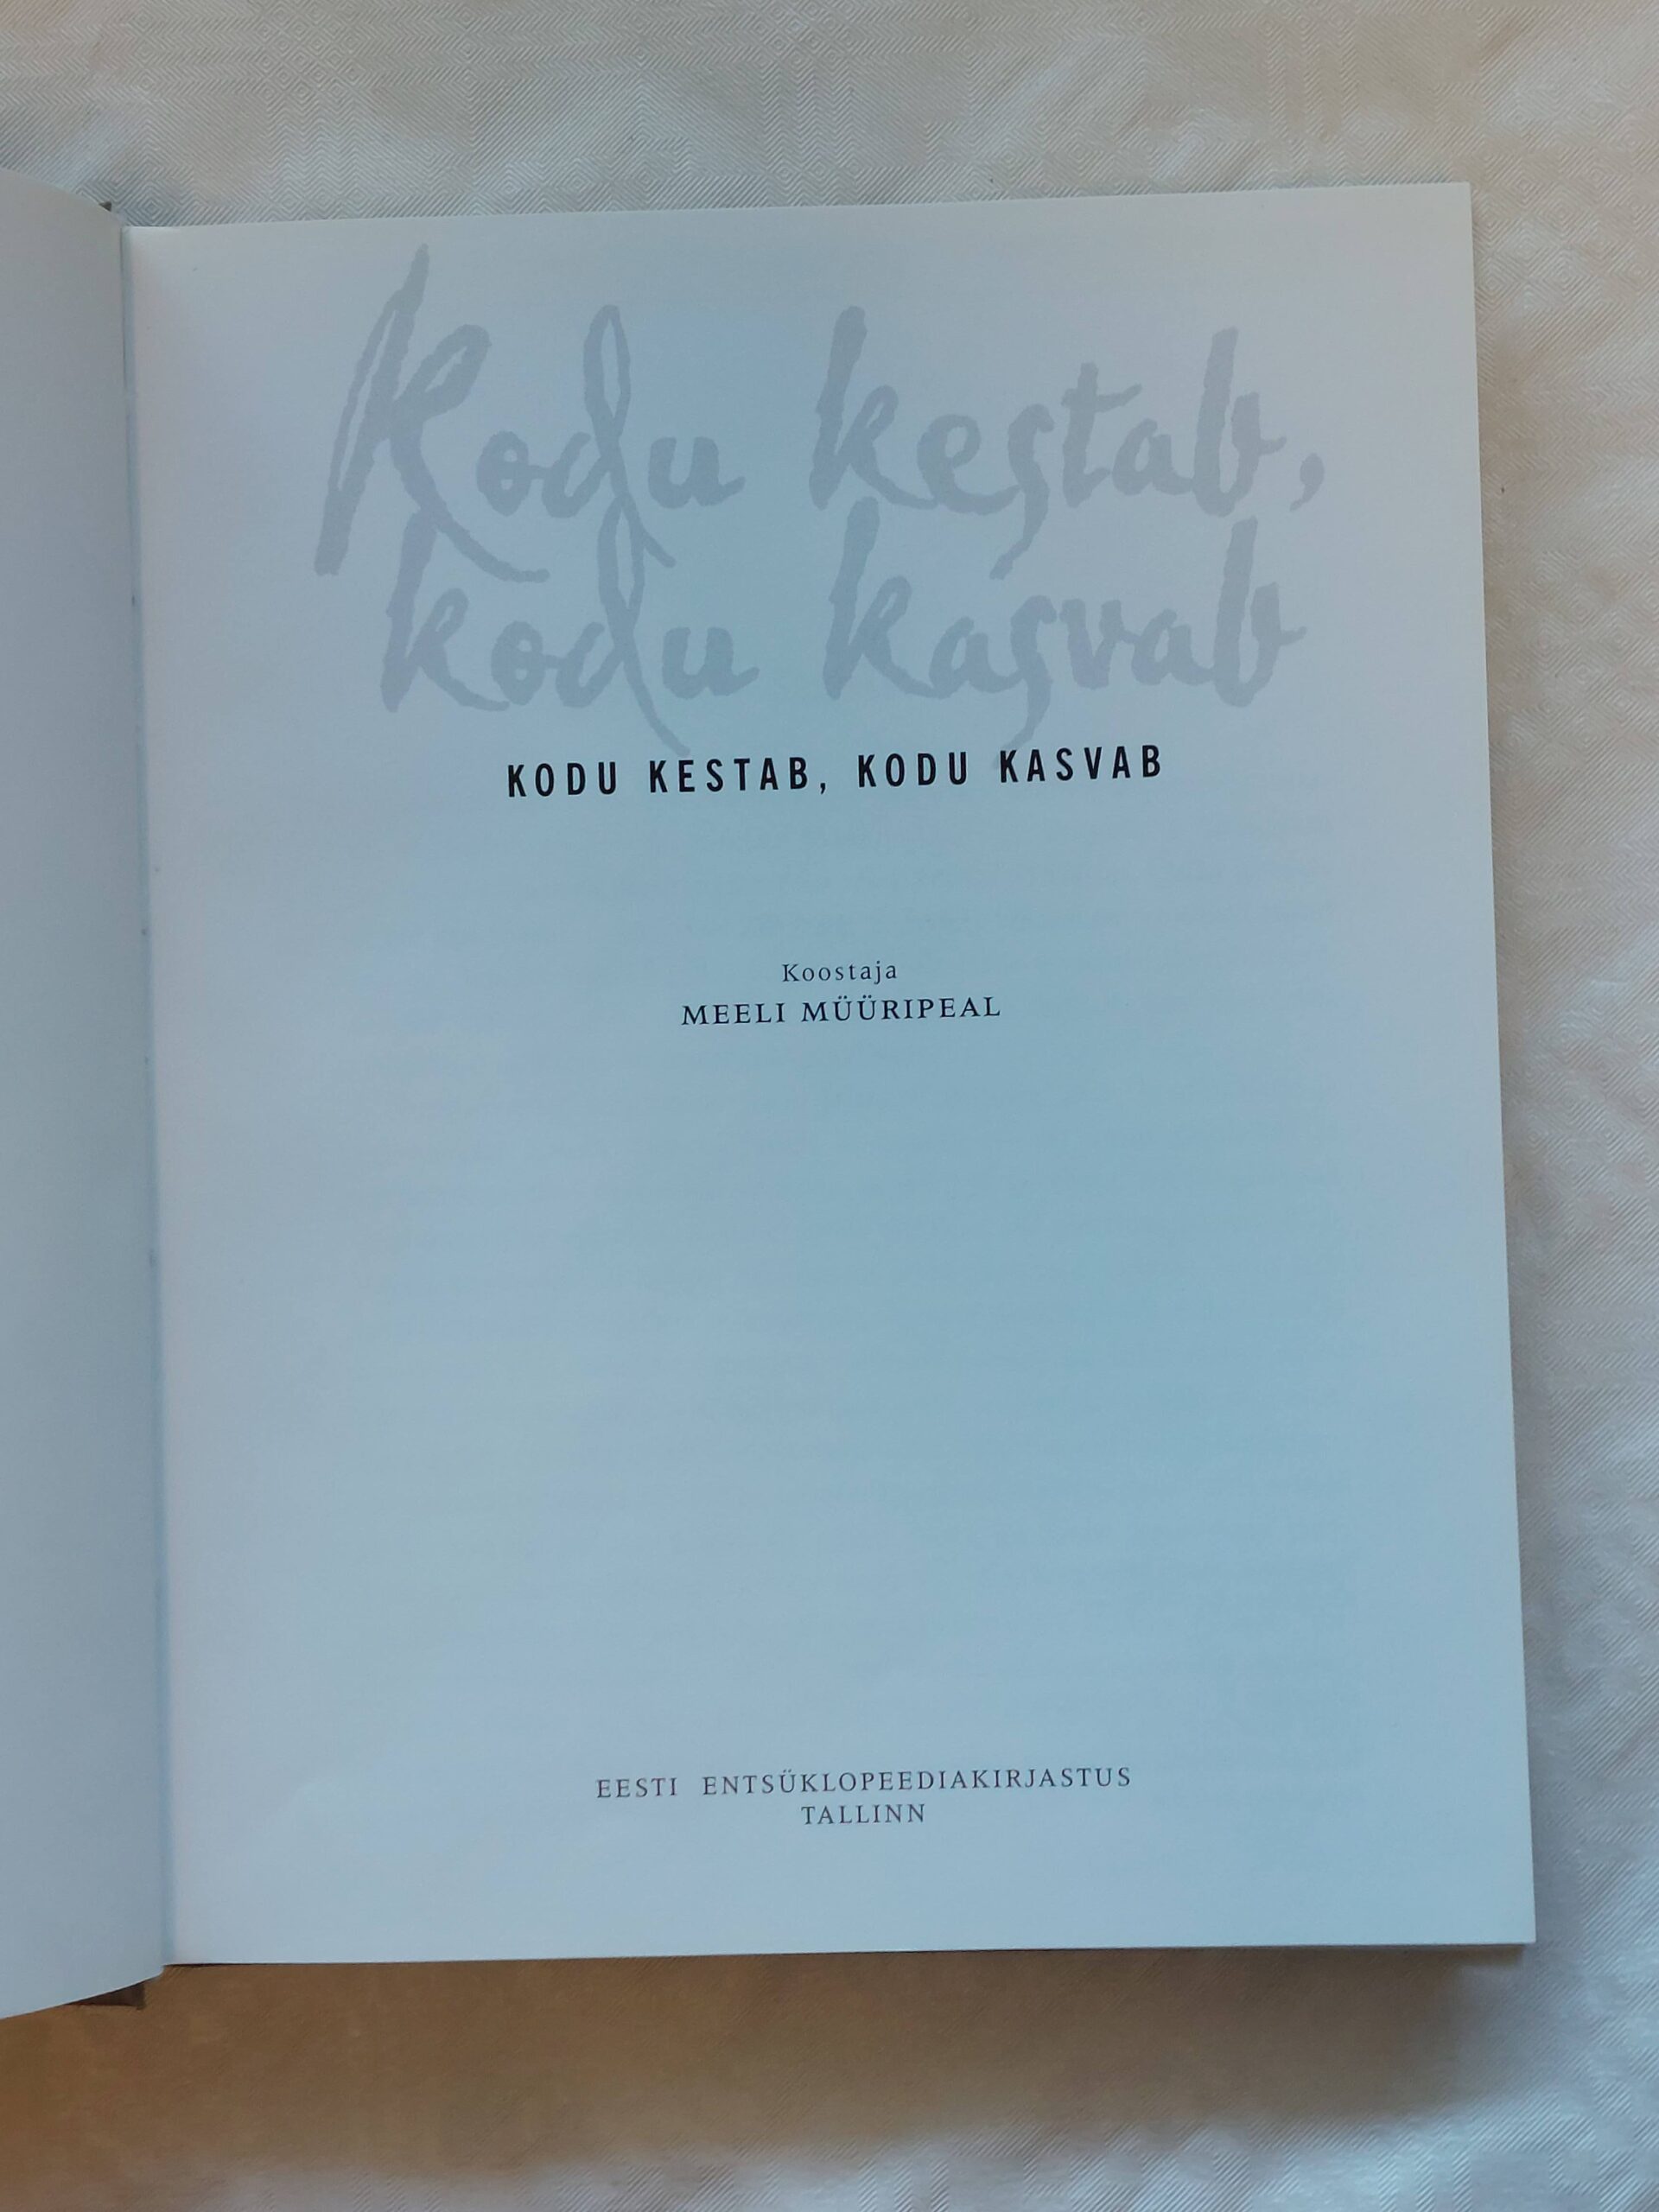 Kodu kestab,
kodu kasvab
KODU KESTAB, KODU KASVAB
Koostaja
MEELI MÜÜRIPEAL
EESTI ENTSÜKLOPEEDIAKIRJASTUS
TALLINN